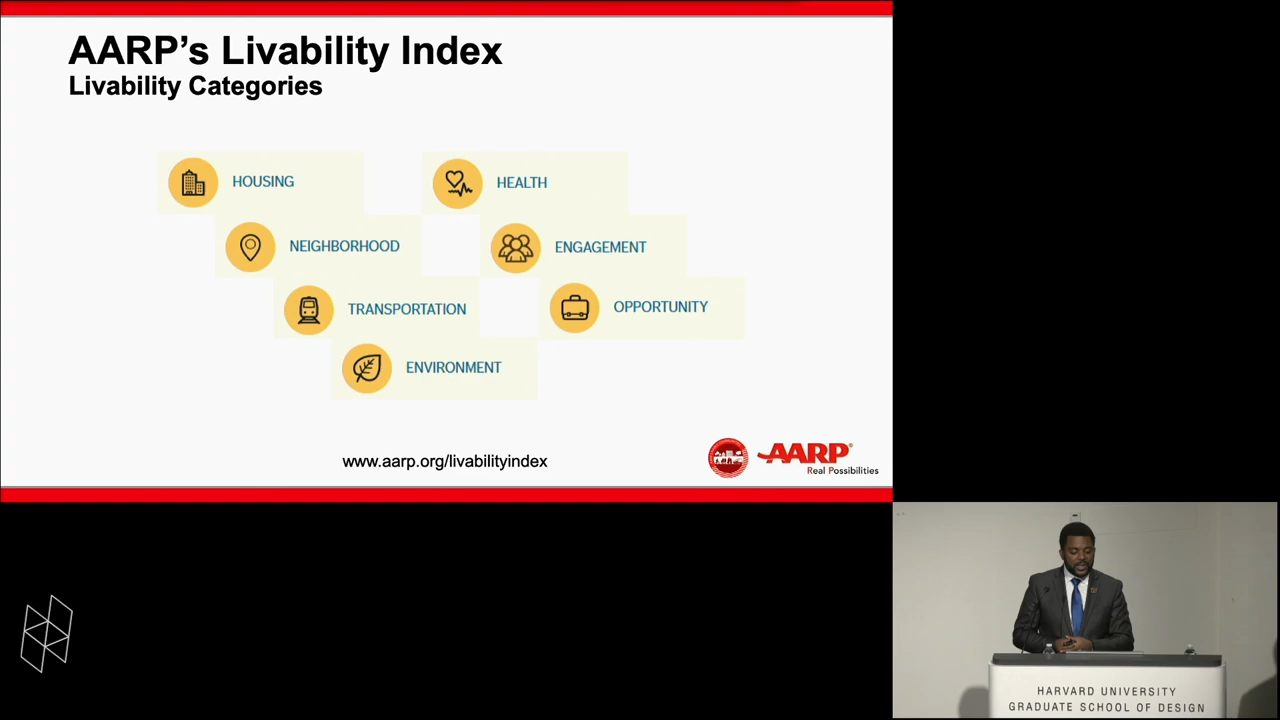 AARP's Livability Index
Livability Categories
HOUSING
HEALTH
NEIGHBORHOOD
ENGAGEMENT
TRANSPORTATION
OPPORTUNITY
ENVIRONMENT
www.aarp.org/livabilityindex
AARP®
Real Possibilities
HARVARD UNIVERSITY
GRADUATE SCHOOL OF DESIGN